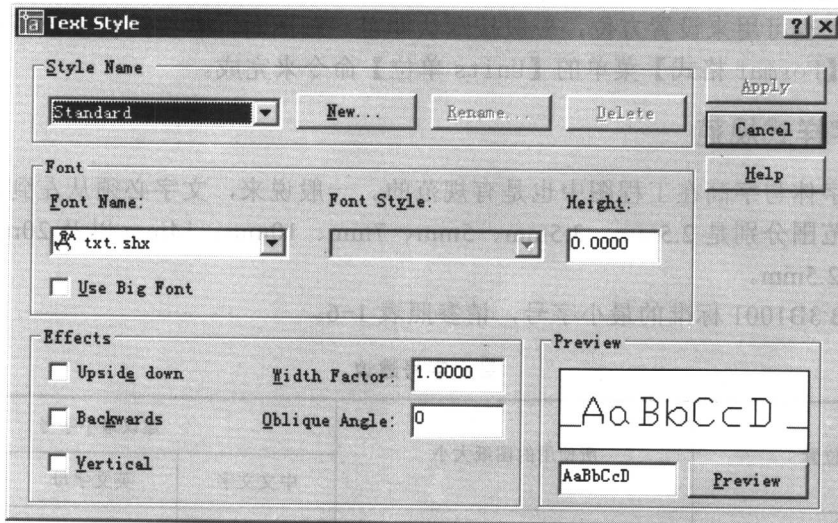 Text Style
Style Name
Standard
New...
Rename...
Delete
Apply
Cancel
Help
Font
Font Name:
Font Style:
Height:
txt.shx
0.0000
Use Big Font
Effects
Upside down
Width Factor:
1.0000
Backwards
Oblique Angle:
0
Vertical
Preview
AaBbCcD
AaBbCcD
Preview